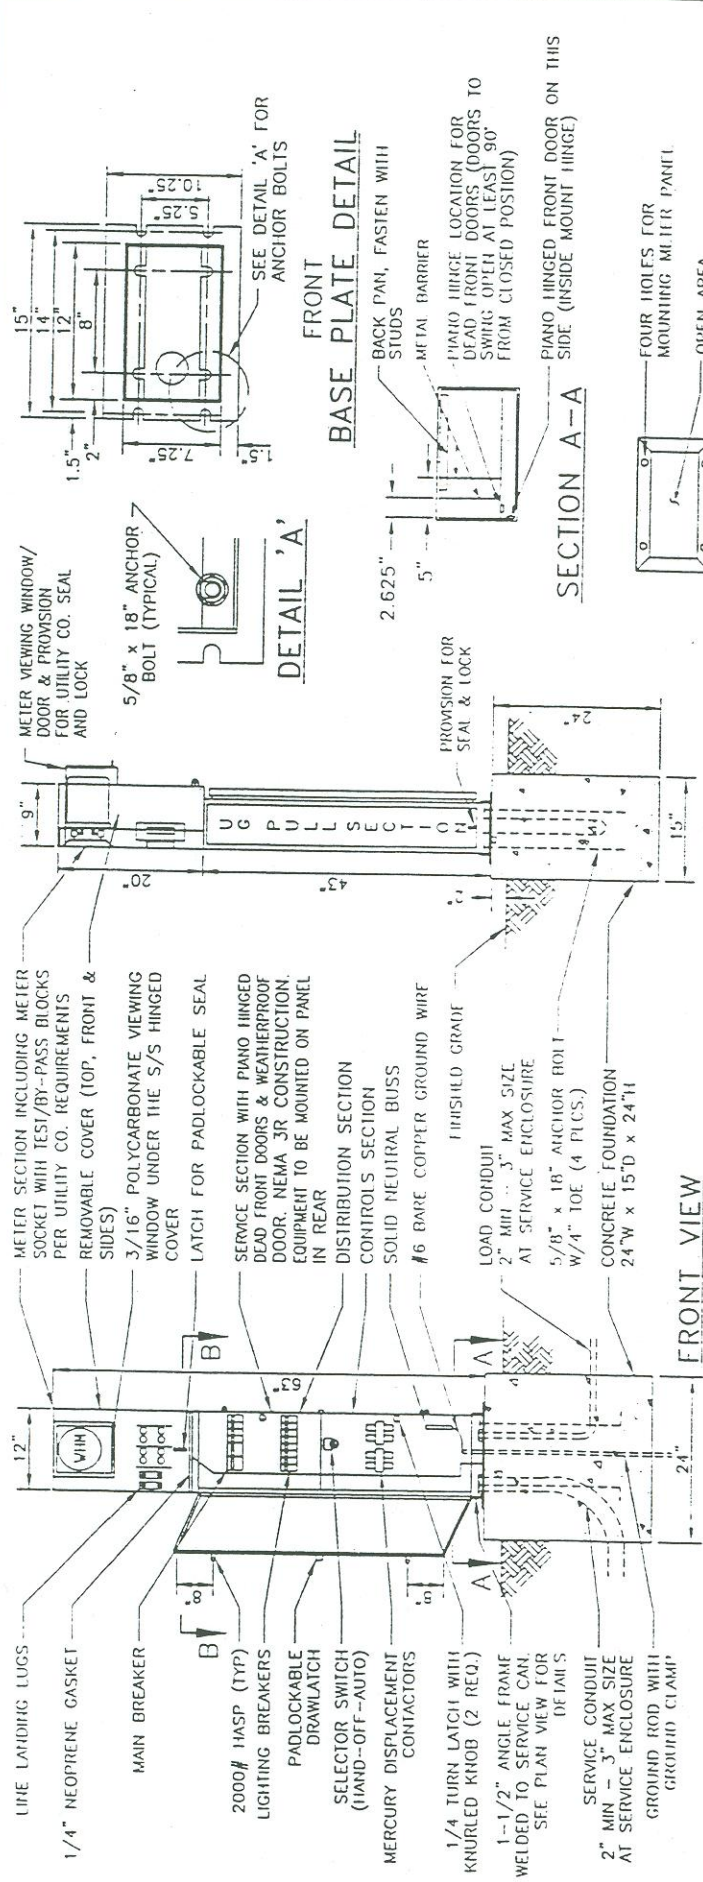 LINE LANDING LUGS
1/4" NEOPRENE GASKET
MAIN BREAKER
2000# HASP (TYP)
LIGHTING BREAKERS
PADLOCKABLE
DRAWLATCH
SELECTOR SWITCH
(HAND-OFF-AUTO)
MERCURY DISPLACEMENT
CONTACTORS
1/4 TURN LATCH WITH
KNURLED KNOB (2 REQ.)
1-1/2" ANGLE FRAME
WELDED TO SERVICE CAN.
SEE PLAN VIEW FOR
DETAILS
SERVICE CONDUIT
2" MIN - 3" MAX SIZE
AT SERVICE ENCLOSURE
GROUND ROD WITH
GROUND CLAMP
12"
WHM
63"
8"
B
B
A
A
24"
METER SECTION INCLUDING METER
SOCKET WITH TEST/BY-PASS BLOCKS
PER UTILITY CO. REQUIREMENTS
REMOVABLE COVER (TOP, FRONT &
SIDES)
3/16" POLYCARBONATE VIEWING
WINDOW UNDER THE S/S HINGED
COVER
LATCH FOR PADLOCKABLE SEAL
SERVICE SECTION WITH PIANO HINGED
DEAD FRONT DOORS & WEATHERPROOF
DOOR. NEMA 3R CONSTRUCTION.
EQUIPMENT TO BE MOUNTED ON PANEL
IN REAR
DISTRIBUTION SECTION
CONTROLS SECTION
SOLID NEUTRAL BUSS
#6 BARE COPPER GROUND WIRE
FINISHED GRADE
LOAD CONDUIT
2" MIN - 3" MAX SIZE
AT SERVICE ENCLOSURE
5/8" x 18" ANCHOR BOLT
W/4" TOE (4 PLCS.)
CONCRETE FOUNDATION
24"W x 15"D x 24"H
FRONT VIEW
9"
20"
43"
2"
UG PULL SECTION
24"
15"
METER VIEWING WINDOW/
DOOR & PROVISION
FOR UTILITY CO. SEAL
AND LOCK
PROVISION FOR
SEAL & LOCK
5/8" x 18" ANCHOR
BOLT (TYPICAL)
DETAIL 'A'
15"
14"
12"
8"
1.5"
2"
7.25"
1.5"
5.25"
10.25"
SEE DETAIL 'A' FOR
ANCHOR BOLTS
FRONT
BASE PLATE DETAIL
2.625"
5"
BACK PAN, FASTEN WITH
STUDS
METAL BARRIER
PIANO HINGE LOCATION FOR
DEAD FRONT DOORS (DOORS TO
SWING OPEN AT LEAST 90°
FROM CLOSED POSITION)
PIANO HINGED FRONT DOOR ON THIS
SIDE (INSIDE MOUNT HINGE)
SECTION A-A
FOUR HOLES FOR
MOUNTING METER PANEL
OPEN AREA